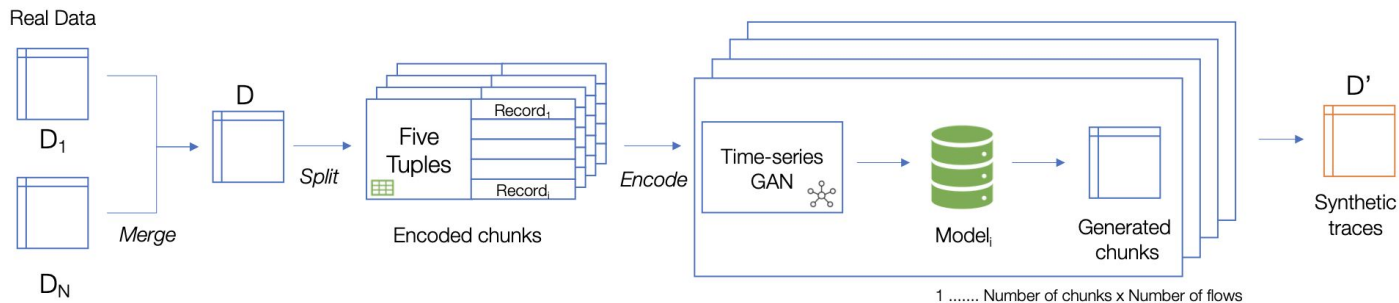 Real Data
D1
DN
Merge
D
Split
Five
Tuples
Record1
Recordi
Encoded chunks
Encode
Time-series
GAN
Modeli
Generated
chunks
1 ....... Number of chunks x Number of flows
D’
Synthetic
traces